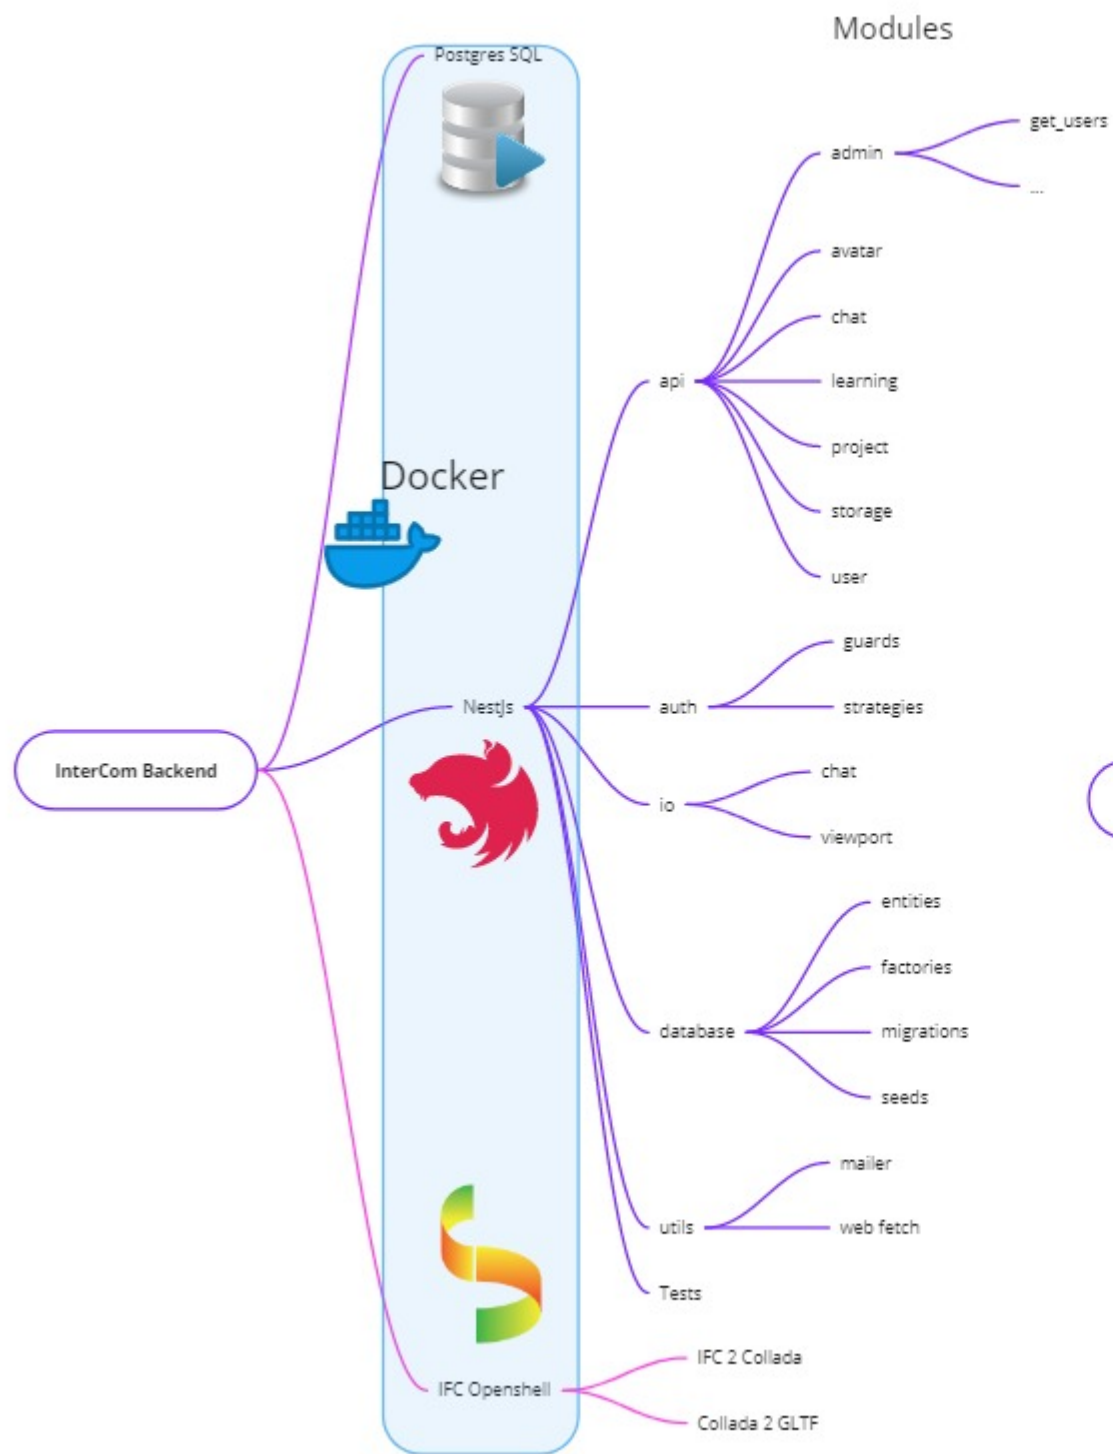 Modules
Postgres SQL
get_users
admin
...
avatar
chat
api
learning
project
Docker
storage
user
guards
NestJs
auth
strategies
InterCom Backend
chat
io
viewport
entities
factories
database
migrations
seeds
mailer
utils
web fetch
Tests
IFC 2 Collada
IFC Openshell
Collada 2 GLTF